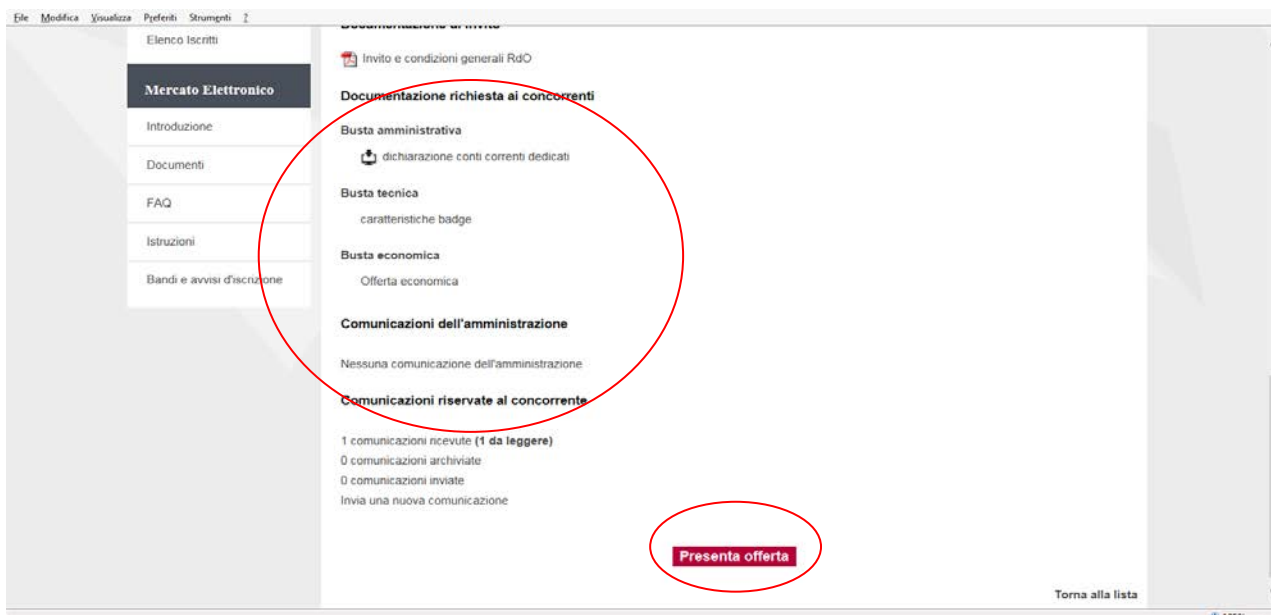 File Modifica Visualizza Preferiti Strumenti ?
Elenco Iscritti
Mercato Elettronico
Introduzione
Documenti
FAQ
Istruzioni
Bandi e avvisi d'iscrizione
Documentazione di invito
Invito e condizioni generali RdO
Documentazione richiesta ai concorrenti
Busta amministrativa
dichiarazione conti correnti dedicati
Busta tecnica
caratteristiche badge
Busta economica
Offerta economica
Comunicazioni dell'amministrazione
Nessuna comunicazione dell'amministrazione
Comunicazioni riservate al concorrente
1 comunicazioni ricevute (1 da leggere)
0 comunicazioni archiviate
0 comunicazioni inviate
Invia una nuova comunicazione
Presenta offerta
Torna alla lista